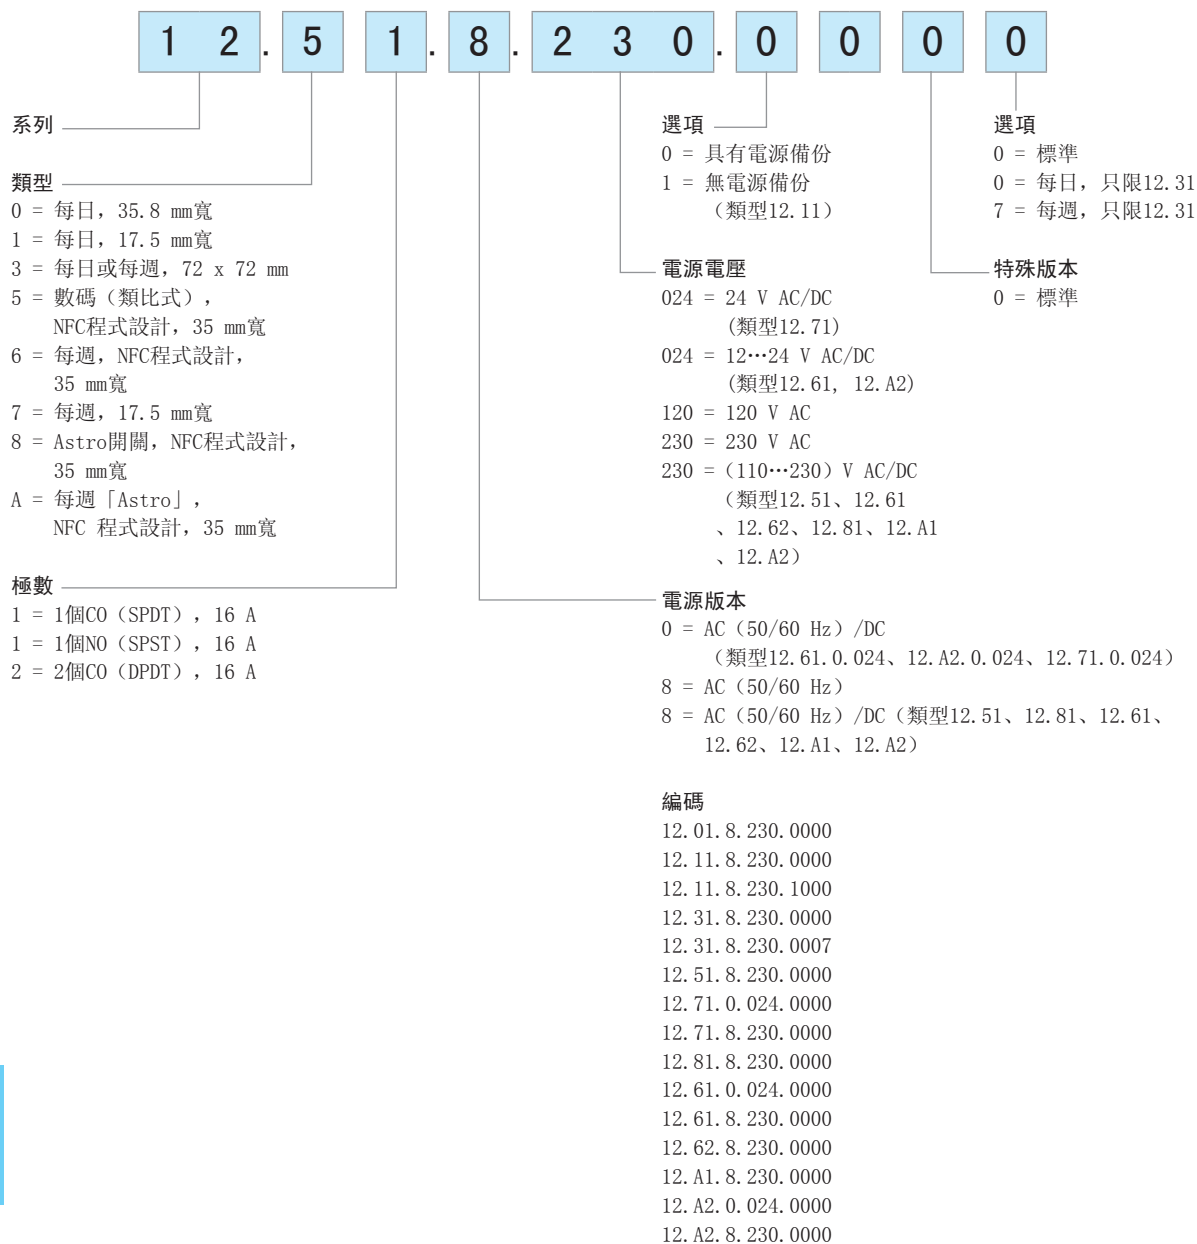 12.51.8.230.0000
系列
類型
0 = 每日，35.8 mm寬
1 = 每日，17.5 mm寬
3 = 每日或每週，72 x 72 mm
5 = 數碼（類比式），
NFC程式設計，35 mm寬
6 = 每週，NFC程式設計，
35 mm寬
7 = 每週，17.5 mm寬
8 = Astro開關，NFC程式設計，
35 mm寬
A = 每週「Astro」，
NFC 程式設計，35 mm寬
極數
1 = 1個CO（SPDT），16 A
1 = 1個NO（SPST），16 A
2 = 2個CO（DPDT），16 A
選項
0 = 具有電源備份
1 = 無電源備份
（類型12.11）
電源電壓
024 = 24 V AC/DC
(類型12.71)
024 = 12⋯24 V AC/DC
(類型12.61, 12.A2)
120 = 120 V AC
230 = 230 V AC
230 =（110⋯230）V AC/DC
（類型12.51、12.61
、12.62、12.81、12.A1
、12.A2）
電源版本
0 = AC（50/60 Hz）/DC
（類型12.61.0.024、12.A2.0.024、12.71.0.024）
8 = AC（50/60 Hz）
8 = AC（50/60 Hz）/DC（類型12.51、12.81、12.61、
12.62、12.A1、12.A2）
編碼
12.01.8.230.0000
12.11.8.230.0000
12.11.8.230.1000
12.31.8.230.0000
12.31.8.230.0007
12.51.8.230.0000
12.71.0.024.0000
12.71.8.230.0000
12.81.8.230.0000
12.61.0.024.0000
12.61.8.230.0000
12.62.8.230.0000
12.A1.8.230.0000
12.A2.0.024.0000
12.A2.8.230.0000
選項
0 = 標準
0 = 每日，只限12.31
7 = 每週，只限12.31
特殊版本
0 = 標準